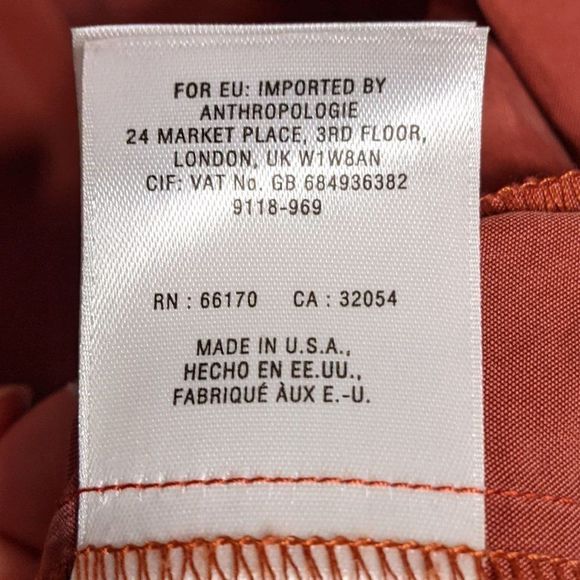 FOR EU: IMPORTED BY
ANTHROPOLOGIE
24 MARKET PLACE, 3RD FLOOR,
LONDON, UK W1W8AN
CIF: VAT No. GB 684936382
9118-969
RN : 66170 CA : 32054
MADE IN U.S.A.,
HECHO EN EE.UU.,
FABRIQUÉ ÀUX E.-U.